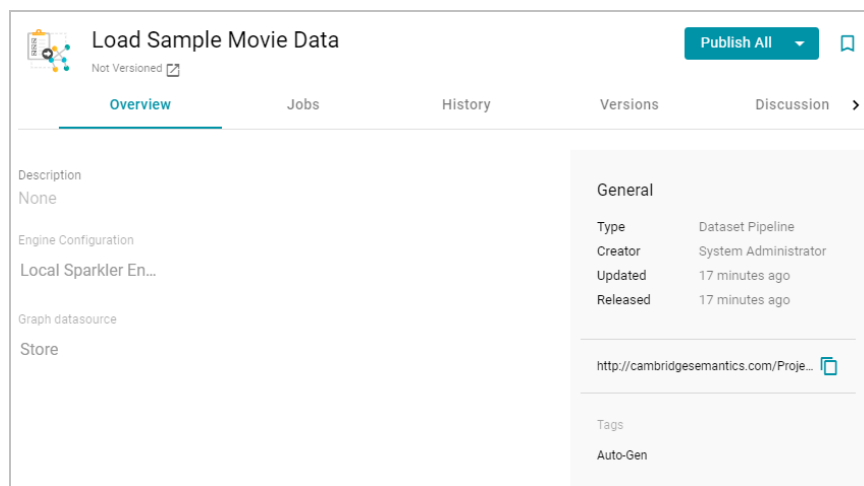 Load Sample Movie Data
Publish All
Not Versioned
Overview
Jobs
History
Versions
Discussion
Description
None
Engine Configuration
Local Sparkler En...
Graph datasource
Store
General
Type Dataset Pipeline
Creator System Administrator
Updated 17 minutes ago
Released 17 minutes ago
http://cambridgesemantics.com/Proje...
Tags
Auto-Gen